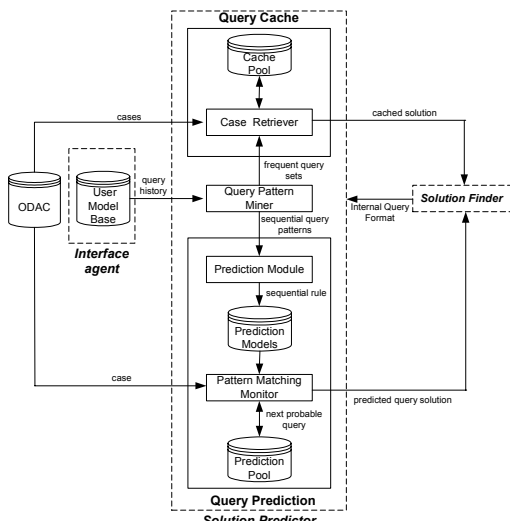 Query Cache
Cache
Pool
cases
Case Retriever
cached solution
query
history
frequent query
sets
ODAC
User
Model
Base
Query Pattern
Miner
Internal Query
Format
Solution Finder
Interface
agent
sequential query
patterns
Prediction Module
sequential rule
Prediction
Models
case
Pattern Matching
Monitor
predicted query solution
next probable
query
Prediction
Pool
Query Prediction
Solution Predictor